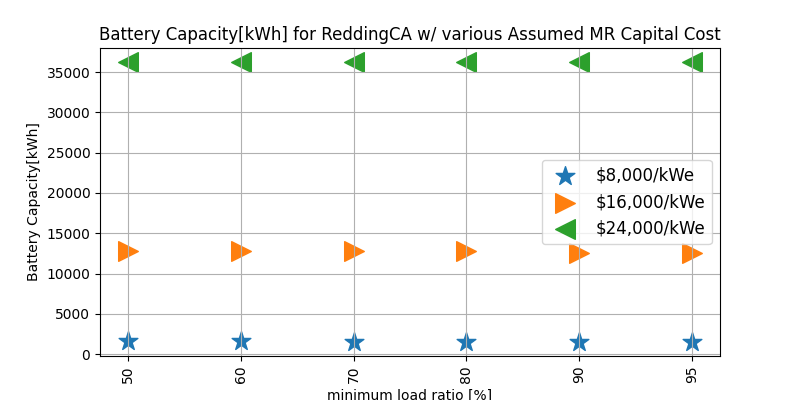 Battery Capacity[kWh] for ReddingCA w/ various Assumed MR Capital Cost
Battery Capacity[kWh]
35000
30000
25000
20000
15000
10000
5000
0
$8,000/kWe
$16,000/kWe
$24,000/kWe
50
60
70
80
90
95
minimum load ratio [%]